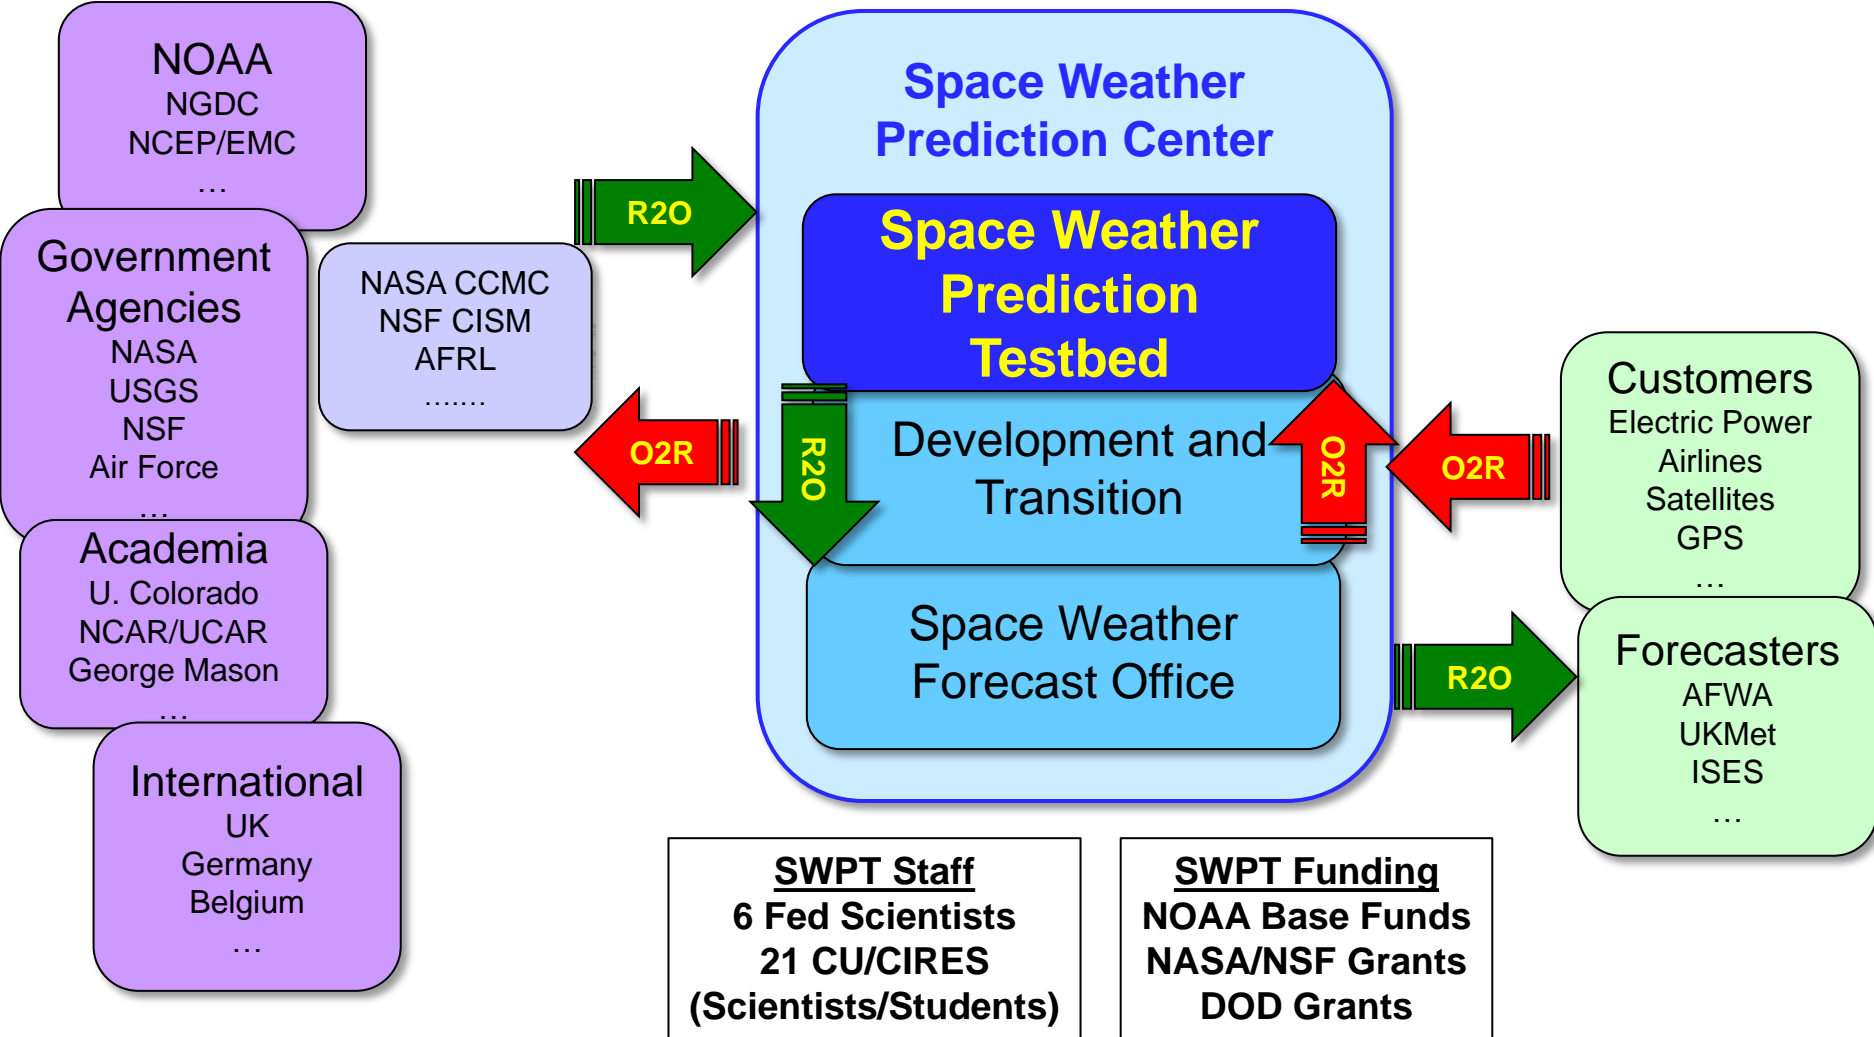 NOAA
NGDC
NCEP/EMC
…
Government
Agencies
NASA
USGS
NSF
Air Force
…
Academia
U. Colorado
NCAR/UCAR
George Mason
…
International
UK
Germany
Belgium
…
NASA CCMC
NSF CISM
AFRL
…….…
R2O
O2R
Space Weather
Prediction Center
Space Weather
Prediction
Testbed
R2O
Development and
Transition
O2R
Space Weather
Forecast Office
O2R
R2O
Customers
Electric Power
Airlines
Satellites
GPS
…
Forecasters
AFWA
UKMet
ISES
…
SWPT Staff
6 Fed Scientists
21 CU/CIRES
(Scientists/Students)
SWPT Funding
NOAA Base Funds
NASA/NSF Grants
DOD Grants